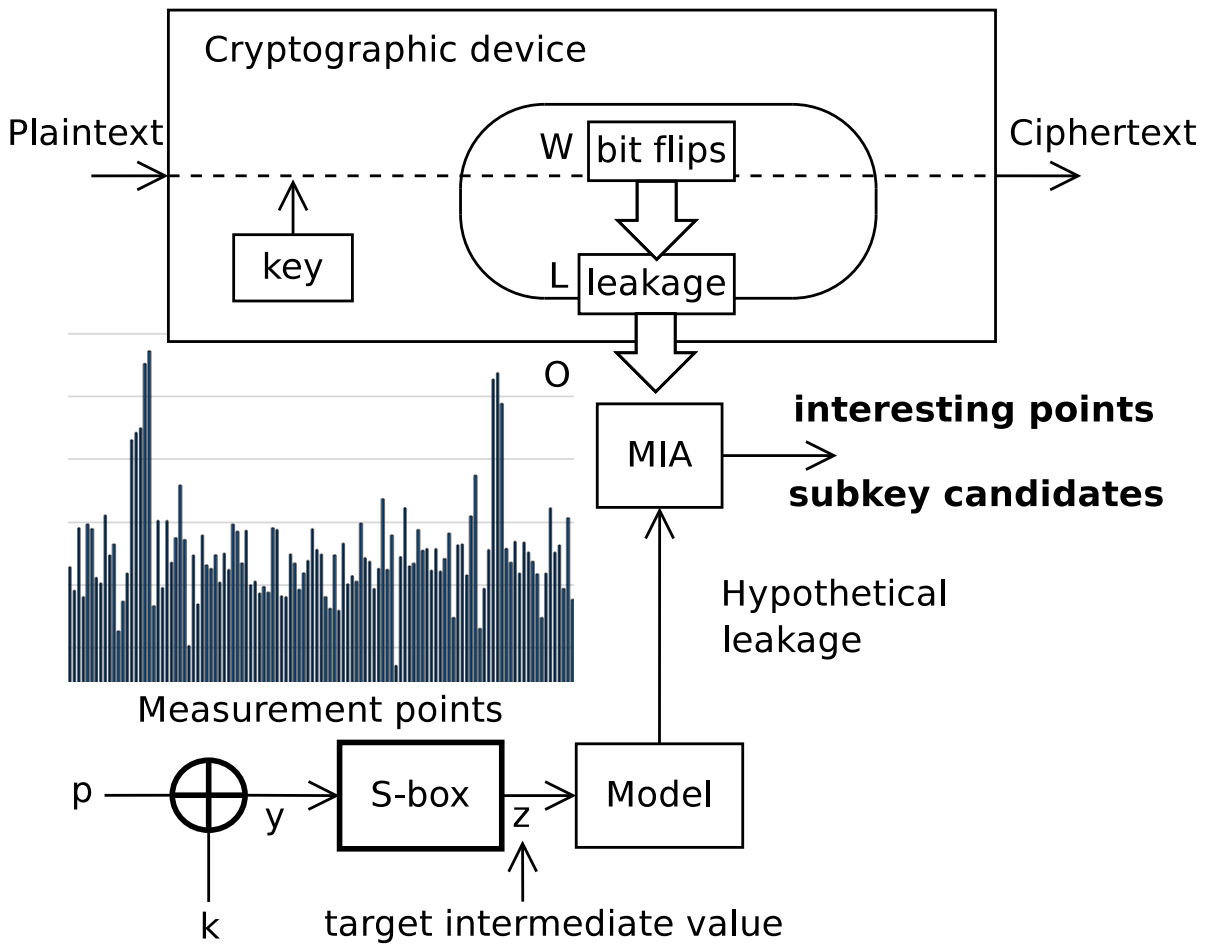 Cryptographic device
Plaintext
W
bit flips
Ciphertext
key
L
leakage
O
MIA
interesting points
subkey candidates
Hypothetical
leakage
Measurement points
p
y
S-box
z
Model
k
target intermediate value